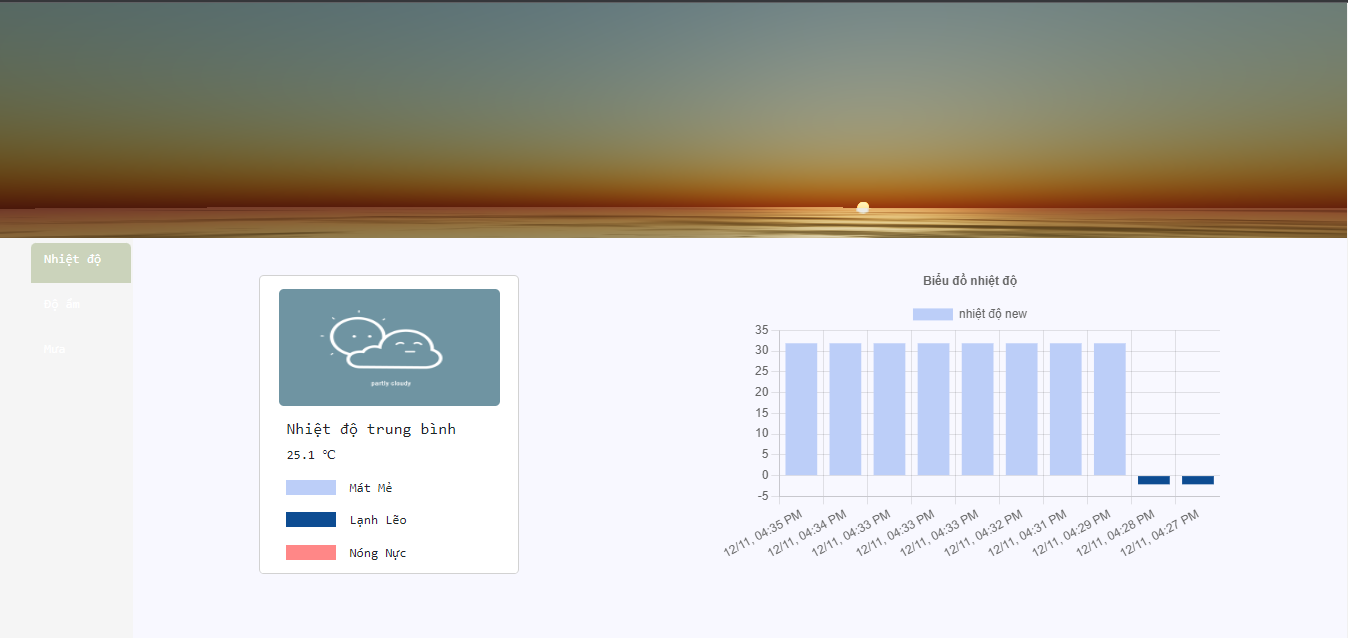 Nhiệt độ
Độ ẩm
Mưa
partly cloudy
Nhiệt độ trung bình
25.1 ℃
Mát Mẻ
Lạnh Lẽo
Nóng Nực
Biểu đồ nhiệt độ
nhiệt độ new
35
30
25
20
15
10
5
0
-5
12/11, 04:35 PM
12/11, 04:34 PM
12/11, 04:33 PM
12/11, 04:33 PM
12/11, 04:33 PM
12/11, 04:32 PM
12/11, 04:31 PM
12/11, 04:29 PM
12/11, 04:28 PM
12/11, 04:27 PM